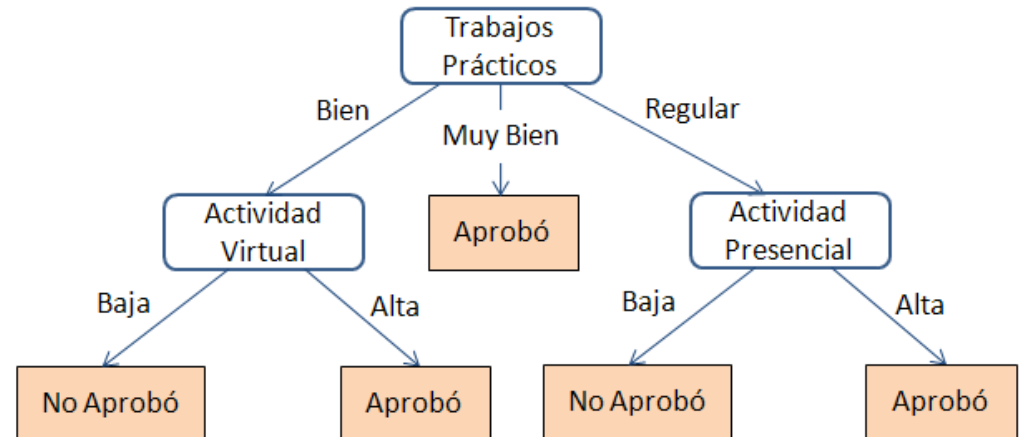 Trabajos
Prácticos
Bien
Muy Bien
Regular
Actividad
Virtual
Aprobó
Actividad
Presencial
Baja
Alta
Baja
Alta
No Aprobó
Aprobó
No Aprobó
Aprobó